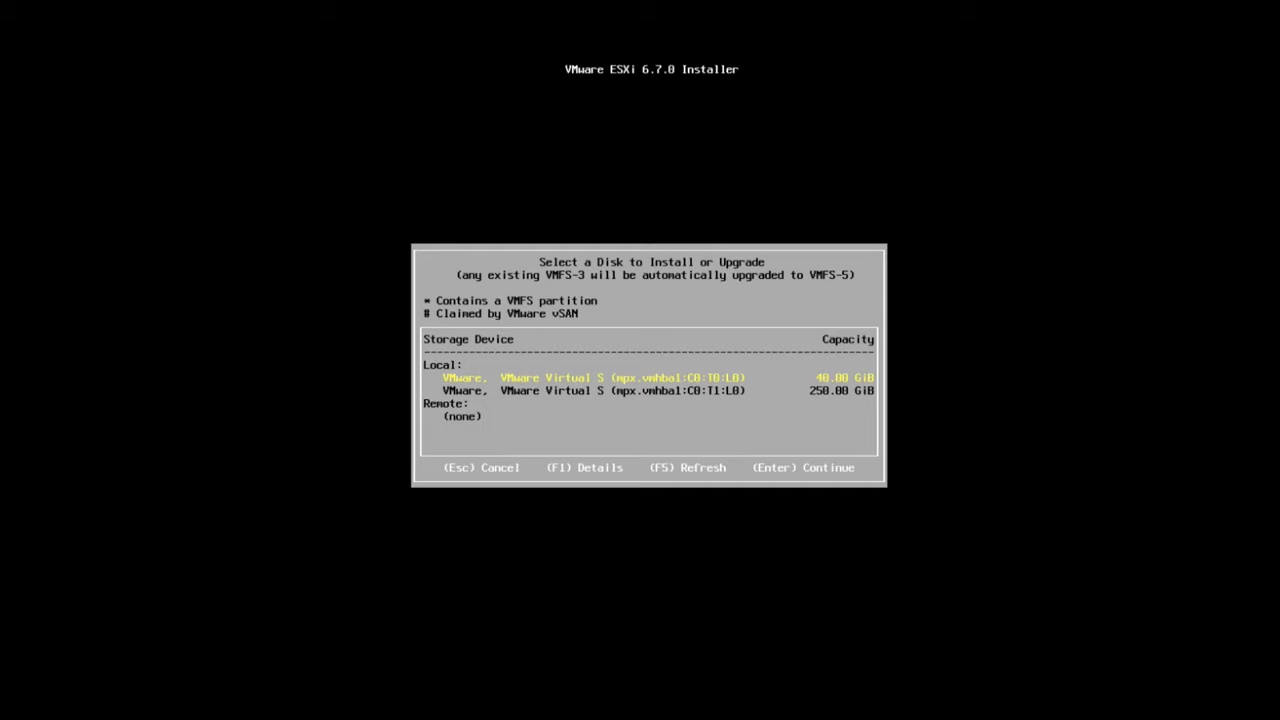 VMware ESXi 6.7.0 Installer
Select a Disk to Install or Upgrade
(any existing VMFS-3 will be automatically upgraded to VMFS-5)
* Contains a VMFS partition
# Claimed by VMware vSAN
Storage Device Capacity
--------------------------------------------------------------------
Local:
VMware, VMware Virtual S (mpx.vmhba1:C0:T0:L0) 40.00 GiB
VMware, VMware Virtual S (mpx.vmhba1:C0:T1:L0) 250.00 GiB
Remote:
(none)
(Esc) Cancel (F1) Details (F5) Refresh (Enter) Continue